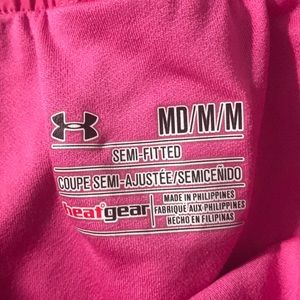 MD/M/M
SEMI-FITTED
COUPE SEMI-AJUSTÉE/SEMICEÑIDO
heatgear
MADE IN PHILIPPINES
FABRIQUÉ AUX PHILIPPINES
HECHO EN FILIPINAS